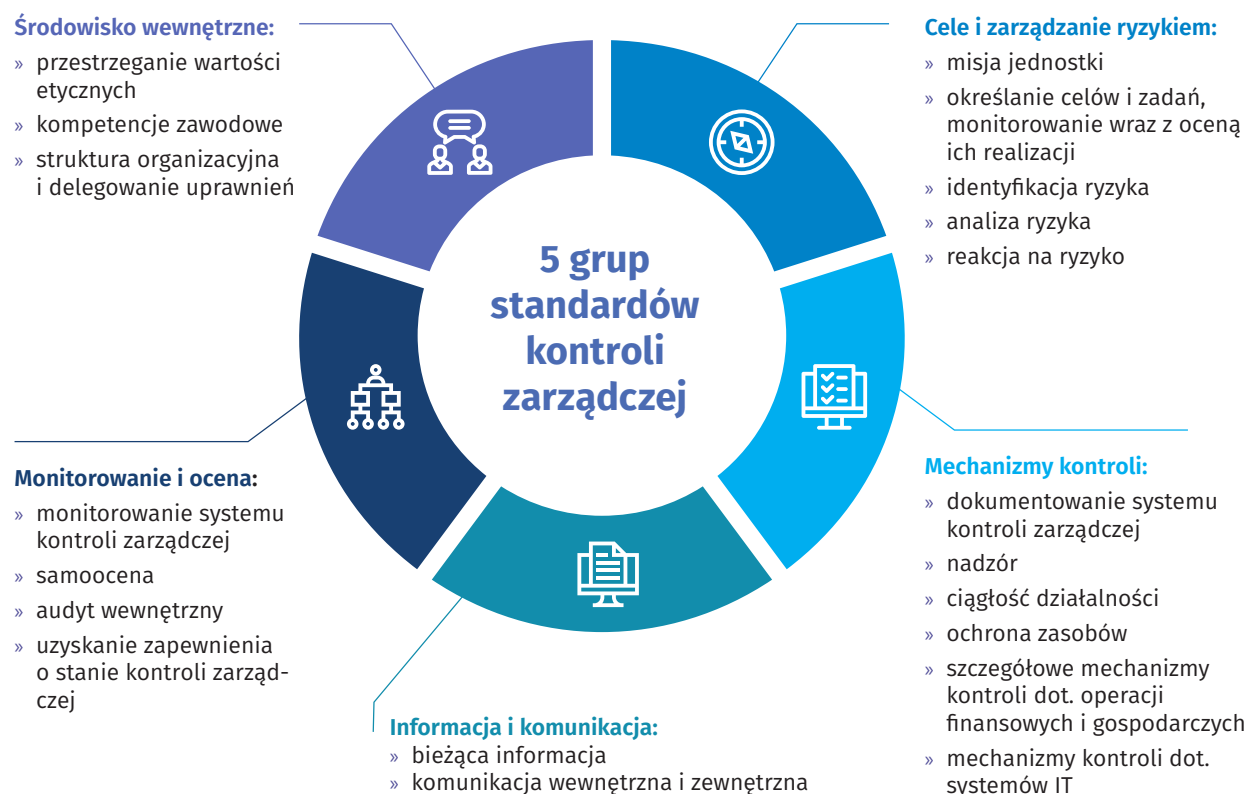 Środowisko wewnętrzne:
» przestrzeganie wartości
etycznych
» kompetencje zawodowe
» struktura organizacyjna
i delegowanie uprawnień
Cele i zarządzanie ryzykiem:
» misja jednostki
» określanie celów i zadań,
monitorowanie wraz z oceną
ich realizacji
» identyfikacja ryzyka
» analiza ryzyka
» reakcja na ryzyko
5 grup
standardów
kontroli
zarządczej
Monitorowanie i ocena:
» monitorowanie systemu
kontroli zarządczej
» samoocena
» audyt wewnętrzny
» uzyskanie zapewnienia
o stanie kontroli zarząd-
czej
Mechanizmy kontroli:
» dokumentowanie systemu
kontroli zarządczej
» nadzór
» ciągłość działalności
» ochrona zasobów
» szczegółowe mechanizmy
kontroli dot. operacji
finansowych i gospodarczych
» mechanizmy kontroli dot.
systemów IT
Informacja i komunikacja:
» bieżąca informacja
» komunikacja wewnętrzna i zewnętrzna